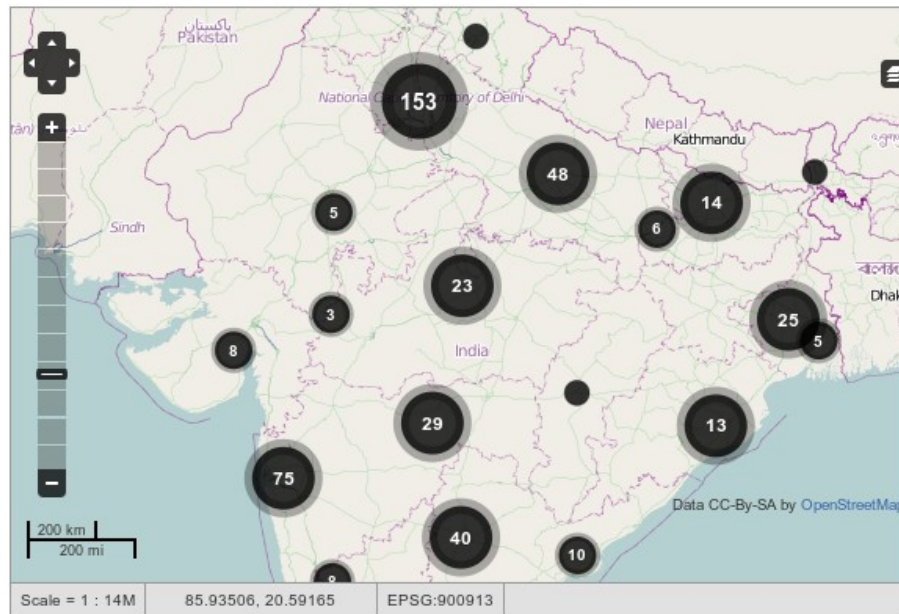 پاکستان
Pakistan
153
National Capital Territory of Delhi
Nepal
Kathmandu
48
14
5
6
Sindh
23
3
25
5
Dhak
8
India
29
13
75
Data CC-By-SA by OpenStreetMap
40
10
200 km
200 mi
8
Scale = 1 : 14M
85.93506, 20.59165
EPSG:900913